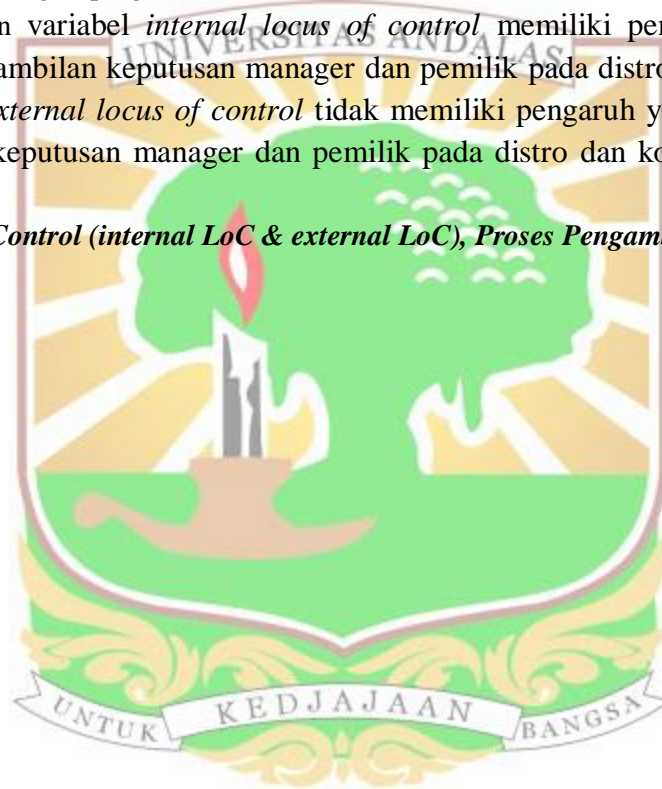 n variabel internal locus of control memiliki per
UNIVERSITAS ANDALAS
ambilan keputusan manager dan pemilik pada distro
xternal locus of control tidak memiliki pengaruh y
keputusan manager dan pemilik pada distro dan ko
Control (internal LoC & external LoC), Proses Pengam
UNTUK KEDJAJAAN BANGSA